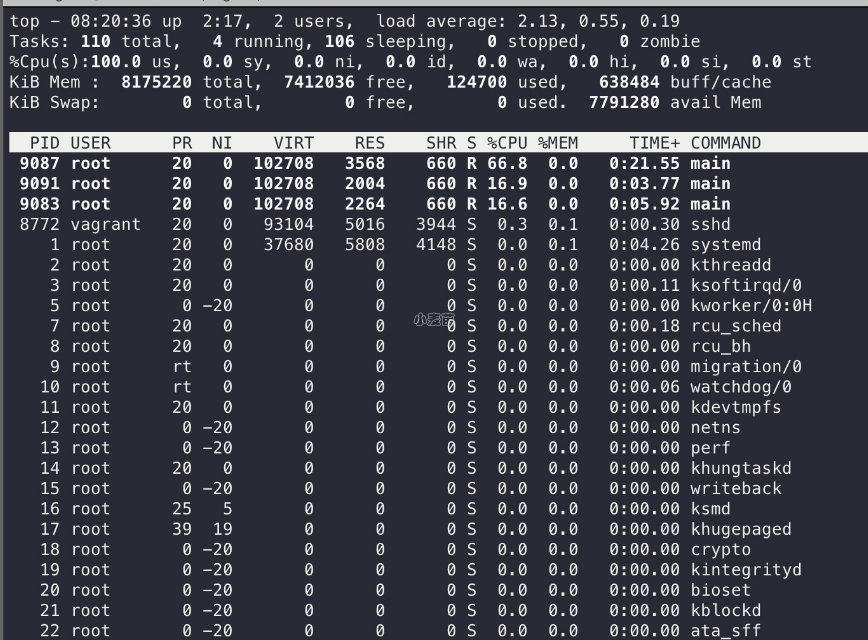 top - 08:20:36 up  2:17,  2 users,  load average: 2.13, 0.55, 0.19
Tasks: 110 total,   4 running, 106 sleeping,   0 stopped,   0 zombie
%Cpu(s):100.0 us,  0.0 sy,  0.0 ni,  0.0 id,  0.0 wa,  0.0 hi,  0.0 si,  0.0 st
KiB Mem :  8175220 total,  7412036 free,   124700 used,   638484 buff/cache
KiB Swap:        0 total,        0 free,        0 used.  7791280 avail Mem
PID USER      PR  NI    VIRT    RES    SHR S %CPU %MEM     TIME+ COMMAND
9087 root      20   0  102708   3568    660 R 66.8  0.0   0:21.55 main
9091 root      20   0  102708   2004    660 R 16.9  0.0   0:03.77 main
9083 root      20   0  102708   2264    660 R 16.6  0.0   0:05.92 main
8772 vagrant   20   0   93104   5016   3944 S  0.3  0.1   0:00.30 sshd
1 root      20   0   37680   5808   4148 S  0.0  0.1   0:04.26 systemd
2 root      20   0       0      0      0 S  0.0  0.0   0:00.00 kthreadd
3 root      20   0       0      0      0 S  0.0  0.0   0:00.11 ksoftirqd/0
5 root       0 -20       0      0      0 S  0.0  0.0   0:00.00 kworker/0:0H
小麦苗
7 root      20   0       0      0      0 S  0.0  0.0   0:00.18 rcu_sched
8 root      20   0       0      0      0 S  0.0  0.0   0:00.00 rcu_bh
9 root      rt   0       0      0      0 S  0.0  0.0   0:00.00 migration/0
10 root      rt   0       0      0      0 S  0.0  0.0   0:00.06 watchdog/0
11 root      20   0       0      0      0 S  0.0  0.0   0:00.00 kdevtmpfs
12 root       0 -20       0      0      0 S  0.0  0.0   0:00.00 netns
13 root       0 -20       0      0      0 S  0.0  0.0   0:00.00 perf
14 root      20   0       0      0      0 S  0.0  0.0   0:00.00 khungtaskd
15 root       0 -20       0      0      0 S  0.0  0.0   0:00.00 writeback
16 root      25   5       0      0      0 S  0.0  0.0   0:00.00 ksmd
17 root      39  19       0      0      0 S  0.0  0.0   0:00.00 khugepaged
18 root       0 -20       0      0      0 S  0.0  0.0   0:00.00 crypto
19 root       0 -20       0      0      0 S  0.0  0.0   0:00.00 kintegrityd
20 root       0 -20       0      0      0 S  0.0  0.0   0:00.00 bioset
21 root       0 -20       0      0      0 S  0.0  0.0   0:00.00 kblockd
22 root       0 -20       0      0      0 S  0.0  0.0   0:00.00 ata_sff